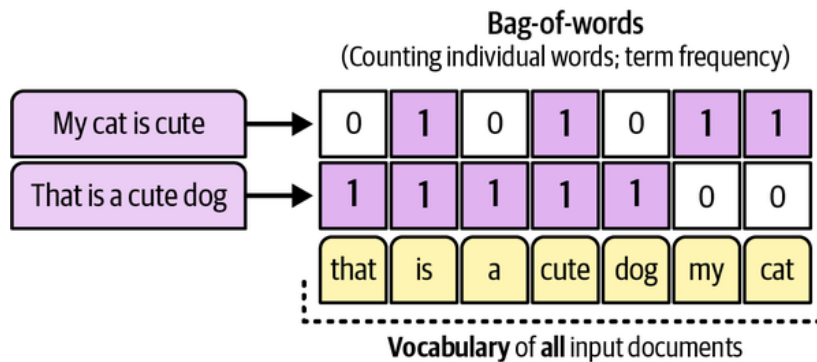 Bag-of-words
(Counting individual words; term frequency)
My cat is cute 0 1 0 1 0 1 1
That is a cute dog 1 1 1 1 1 0 0
that is a cute dog my cat
Vocabulary of all input documents